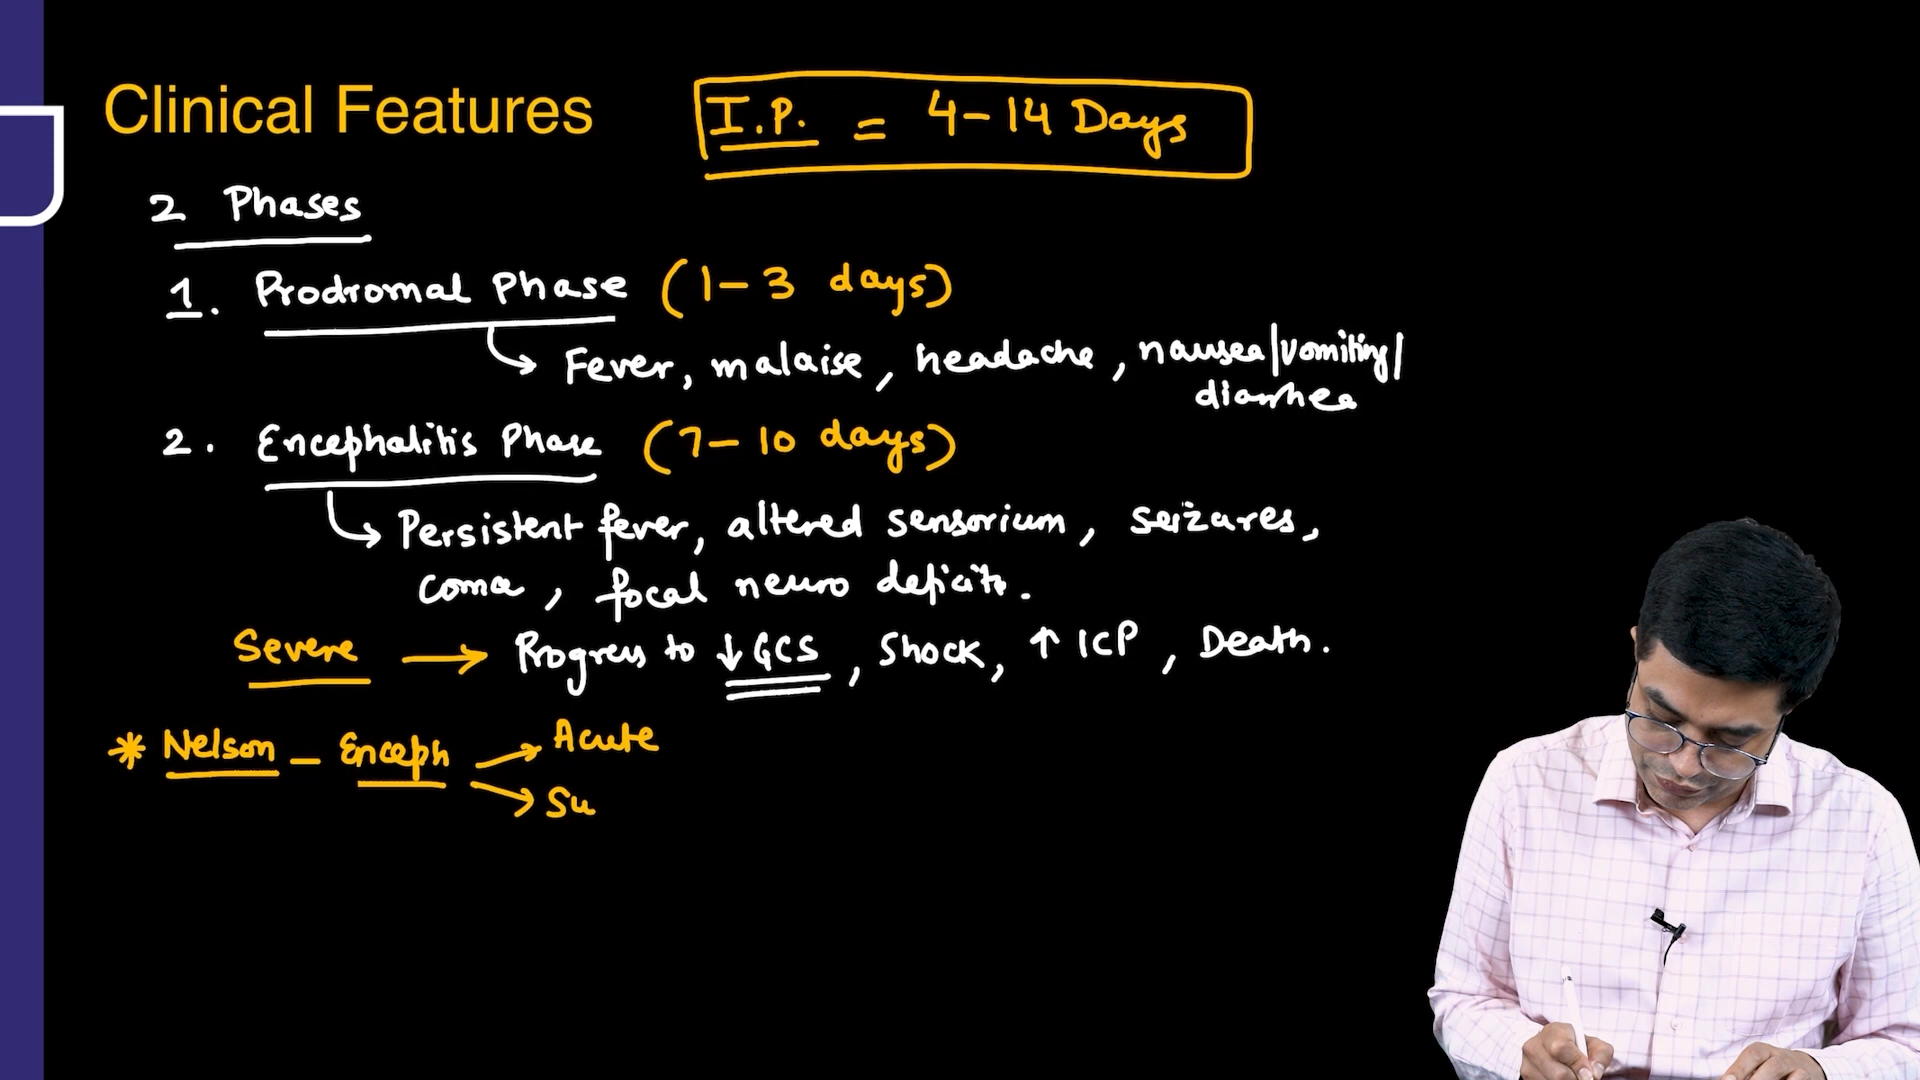 Clinical Features
I.P. = 4-14 Days
2 Phases
1. Prodromal Phase (1-3 days)
Fever, malaise, headache, nausea/vomiting/
diarrhea
2. Encephalitis Phase (7-10 days)
Persistent fever, altered sensorium, seizures,
coma, focal neuro deficits.
Severe → Progress to ↓GCS, Shock, ↑ ICP, Death.
* Nelson - Enceph → Acute
→ Su